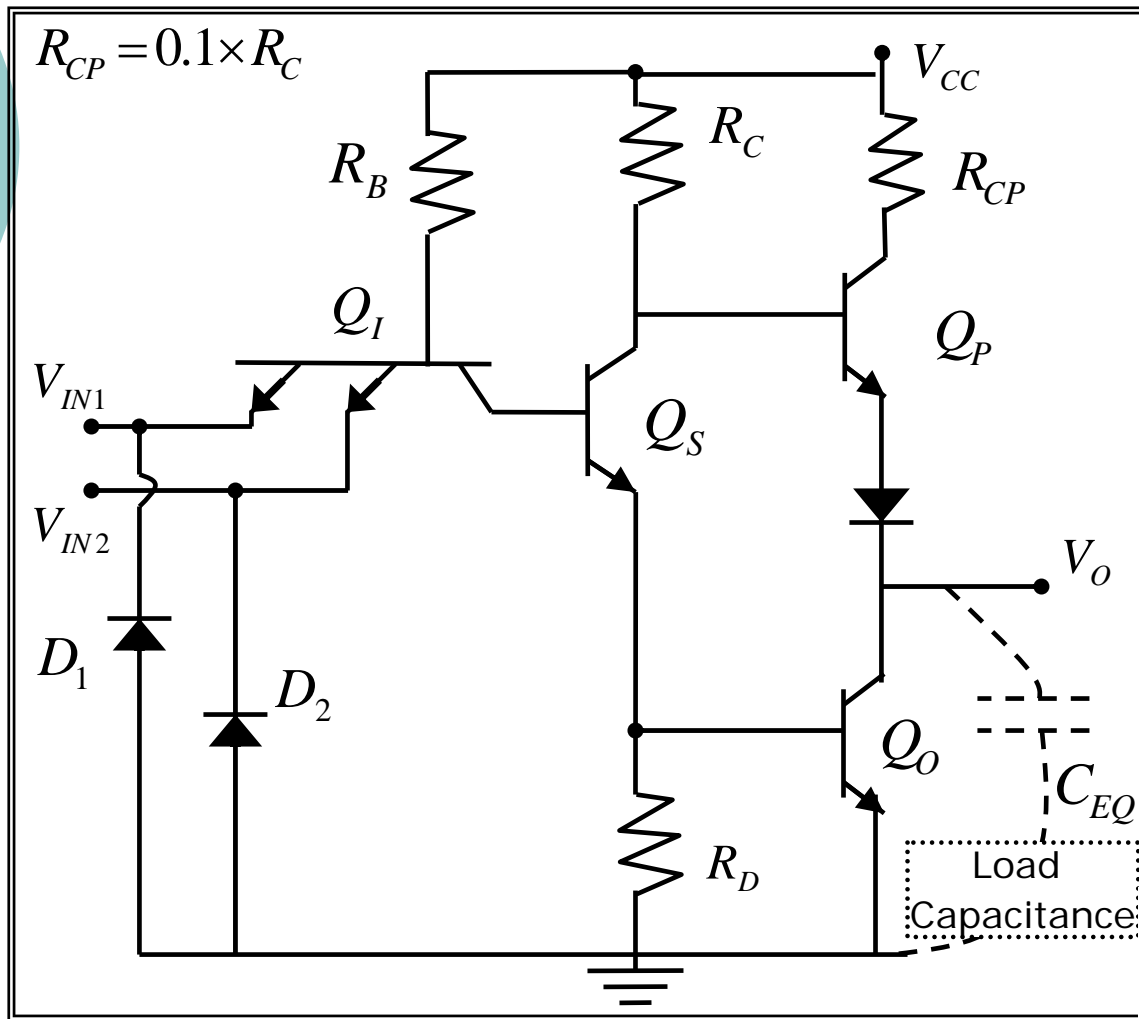 R_CP = 0.1 × R_C
V_CC
R_C
R_B
R_CP
Q_I
Q_P
V_IN1
Q_S
V_IN2
V_O
D_1
D_2
Q_O
C_EQ
R_D
Load
Capacitance